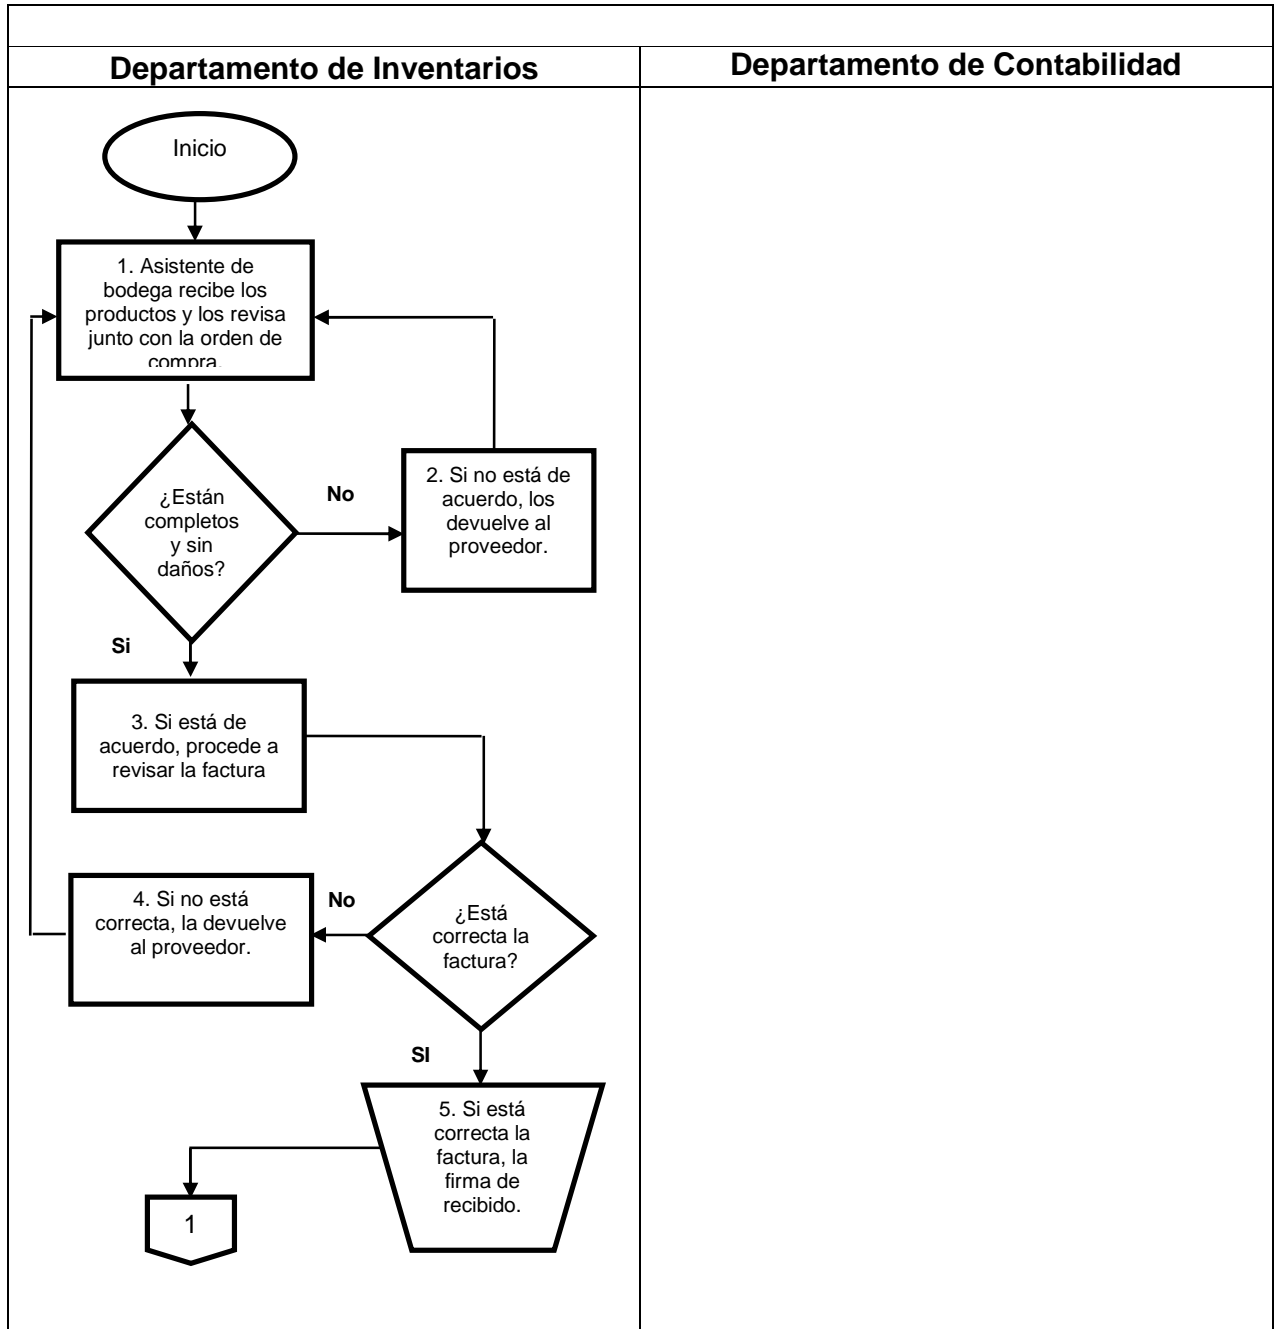 Departamento de Inventarios
Departamento de Contabilidad
Inicio
1. Asistente de
bodega recibe los
productos y los revisa
junto con la orden de
compra.
¿Están
completos
y sin
daños?
No
2. Si no está de
acuerdo, los
devuelve al
proveedor.
Si
3. Si está de
acuerdo, procede a
revisar la factura
4. Si no está
correcta, la devuelve
al proveedor.
No
¿Está
correcta la
factura?
SI
5. Si está
correcta la
factura, la
firma de
recibido.
1